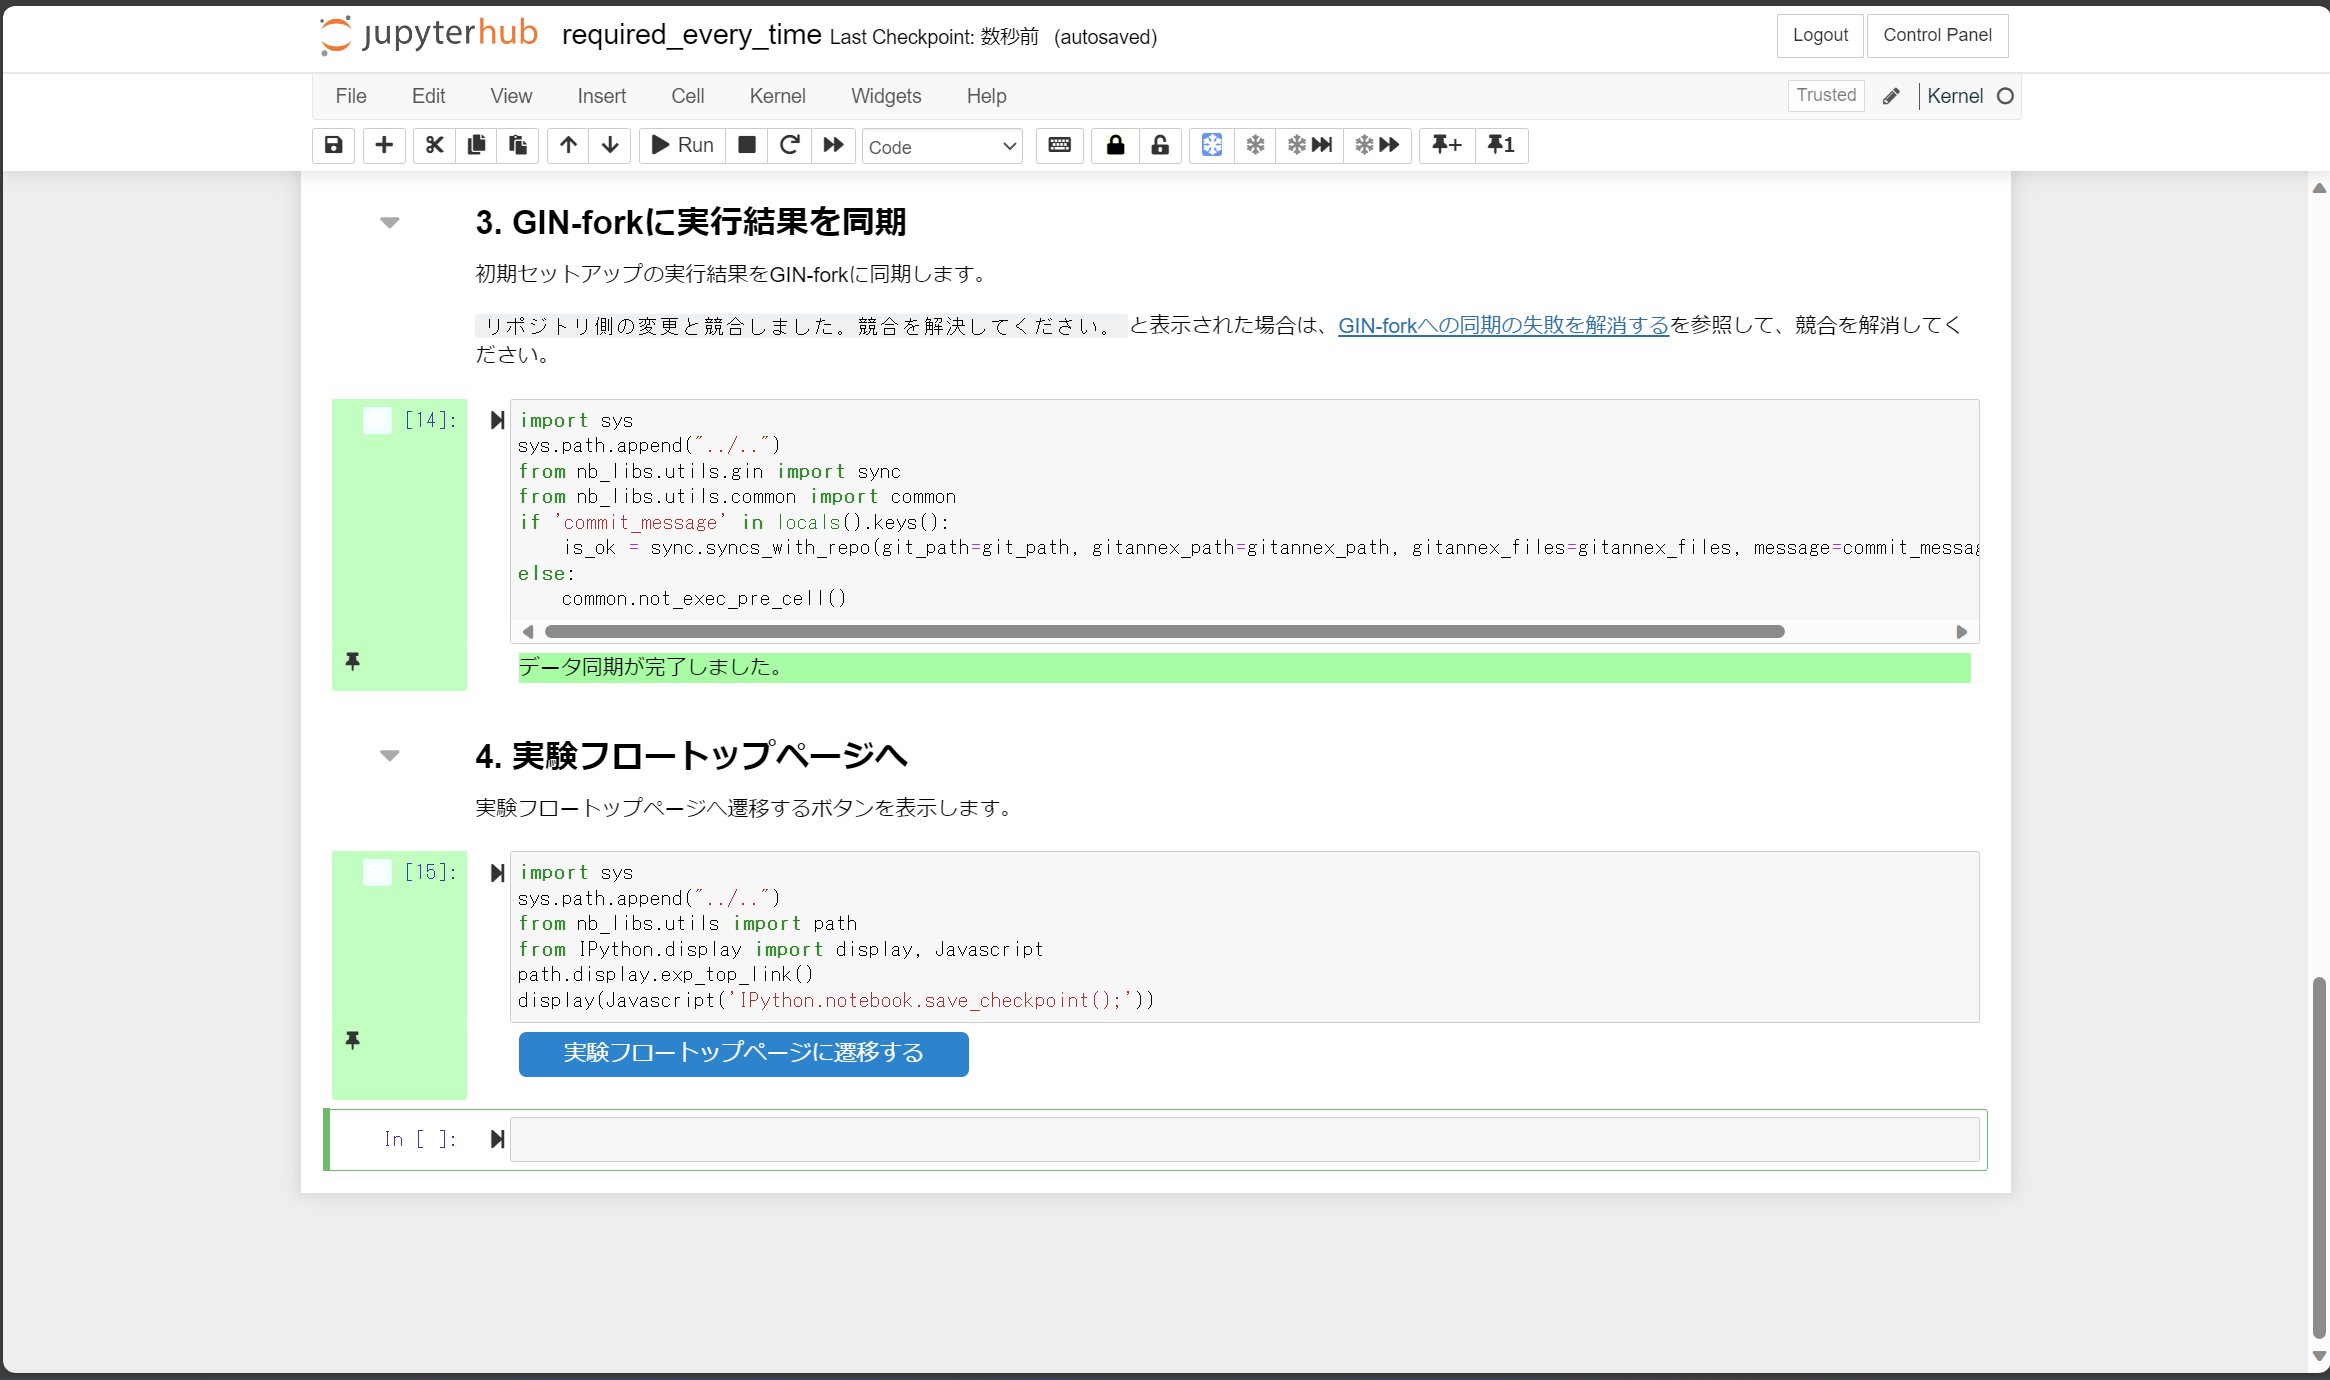 jupyterhub required_every_time Last Checkpoint: 数秒前 (autosaved) Logout Control Panel
File Edit View Insert Cell Kernel Widgets Help Trusted Kernel
Run Code + 1
3. GIN-forkに実行結果を同期
初期セットアップの実行結果をGIN-forkに同期します。
リポジトリ側の変更と競合しました。競合を解決してください。 と表示された場合は、GIN-forkへの同期の失敗を解消するを参照して、競合を解消してく
ださい。
[14]: import sys
sys.path.append("../..")
from nb_libs.utils.gin import sync
from nb_libs.utils.common import common
if 'commit_message' in locals().keys():
    is_ok = sync.syncs_with_repo(git_path=git_path, gitannex_path=gitannex_path, gitannex_files=gitannex_files, message=commit_messag
else:
    common.not_exec_pre_cell()
データ同期が完了しました。
4. 実験フロートップページへ
実験フロートップページへ遷移するボタンを表示します。
[15]: import sys
sys.path.append("../..")
from nb_libs.utils import path
from IPython.display import display, Javascript
path.display.exp_top_link()
display(Javascript('IPython.notebook.save_checkpoint();'))
実験フロートップページに遷移する
In [ ]: